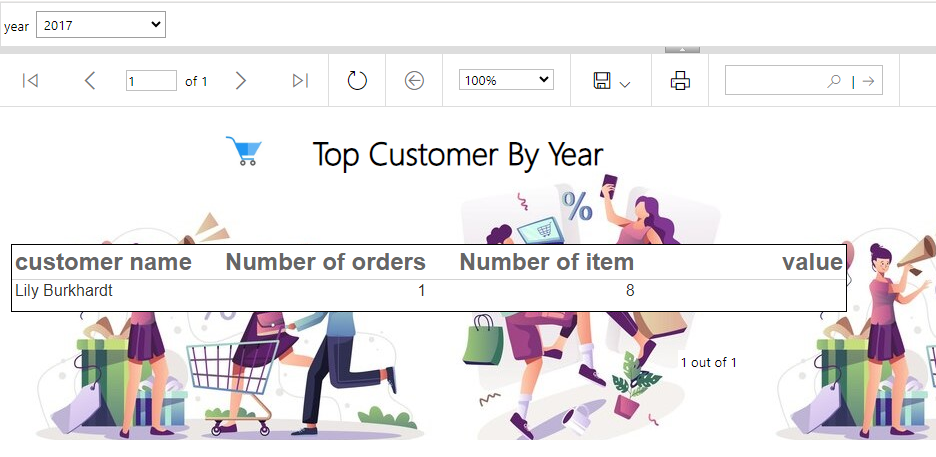 year 2017
1 of 1 100% |
Top Customer By Year
%
customer name Number of orders Number of item value
Lily Burkhardt 1 8
%
1 out of 1